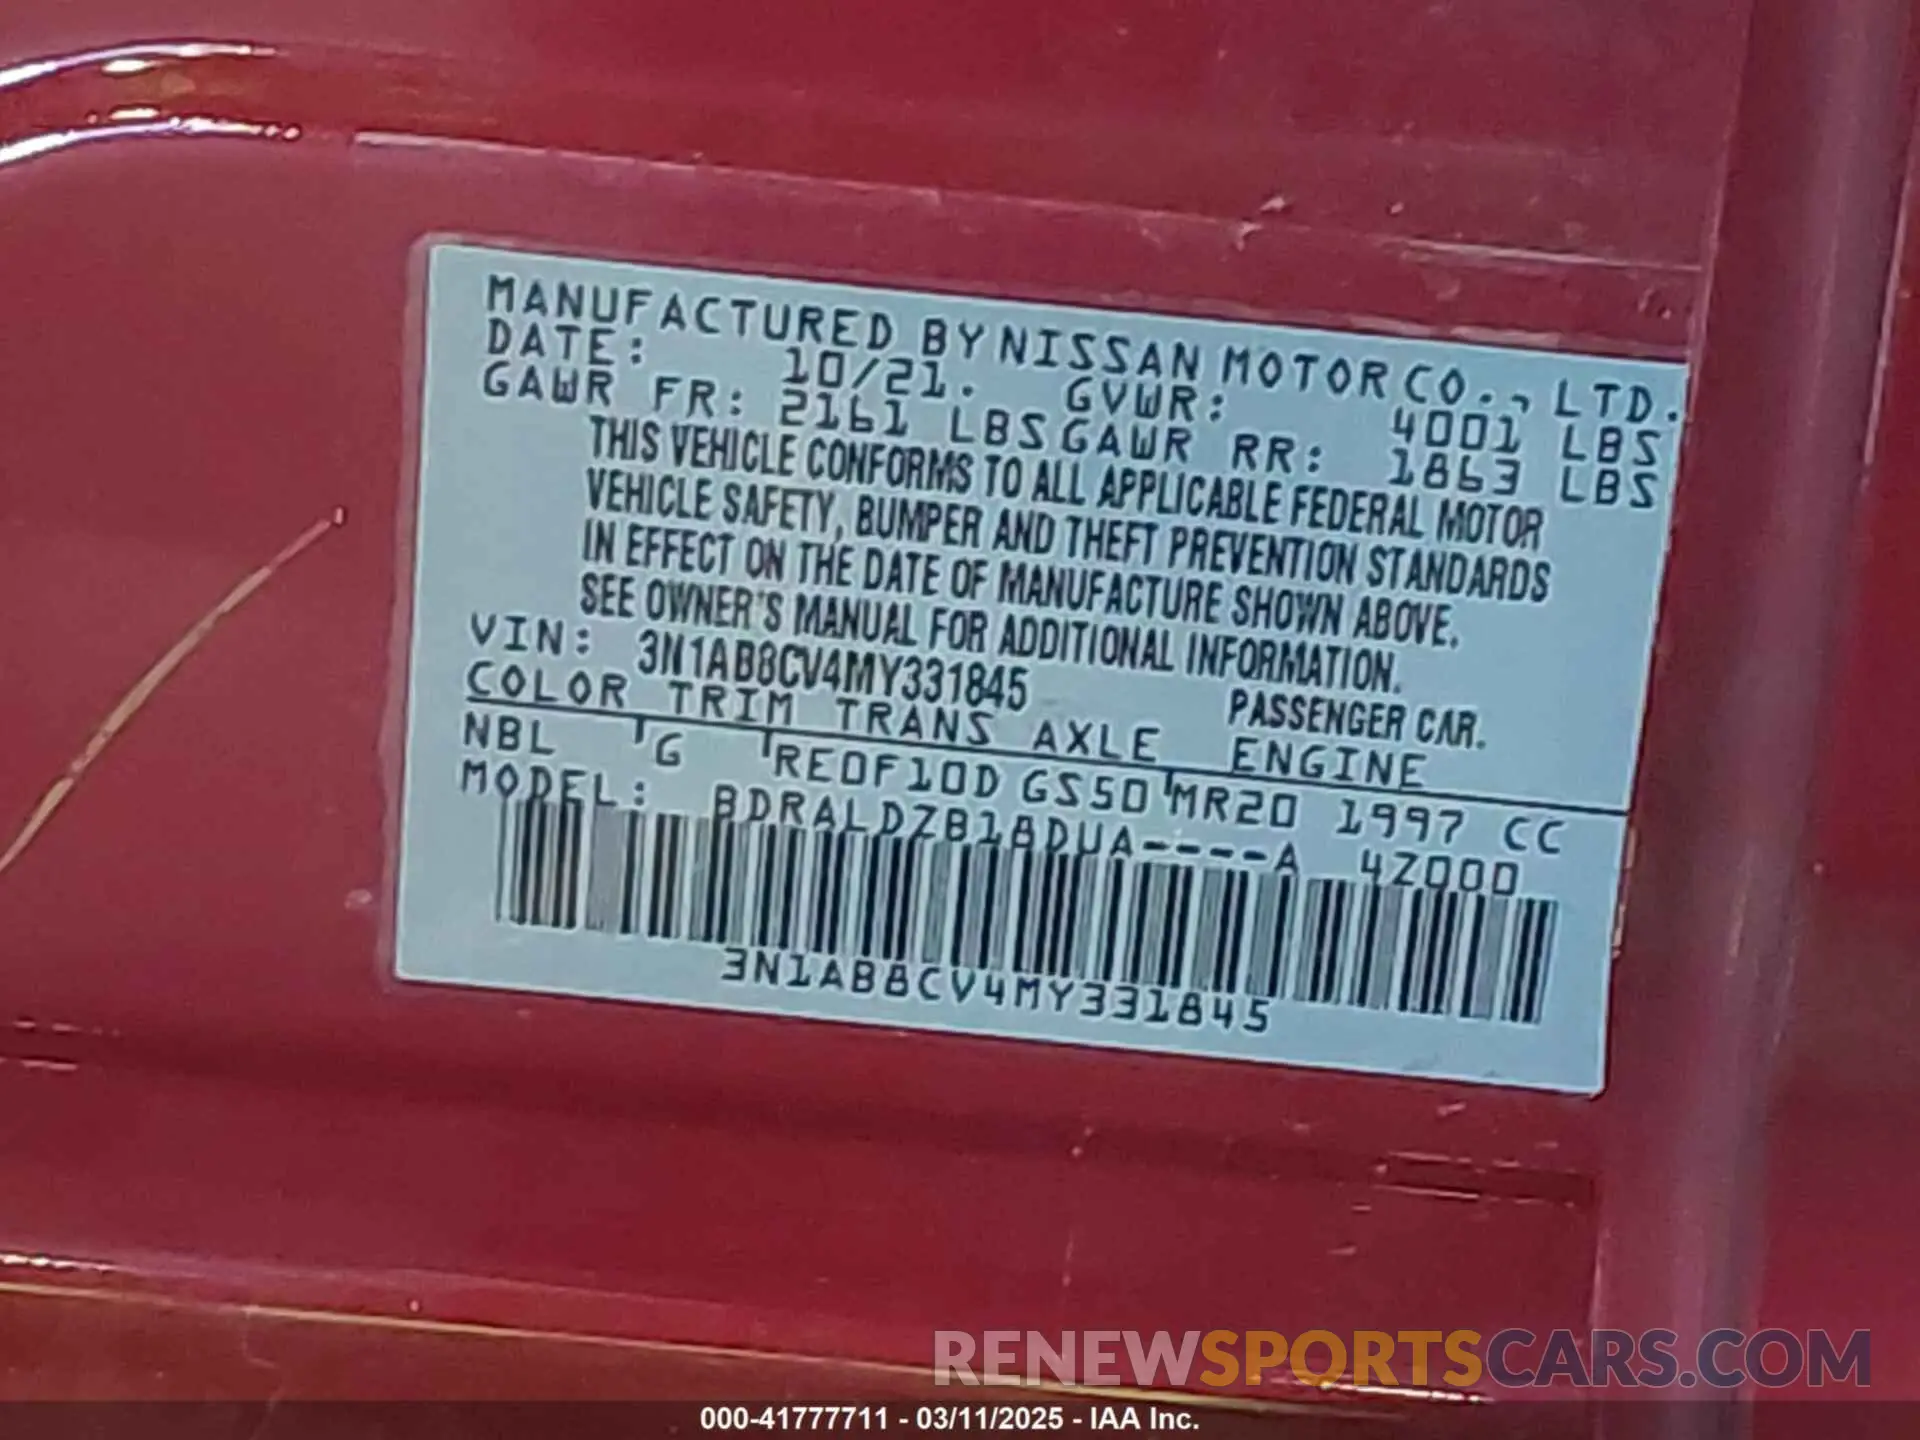 MANUFACTURED BY NISSAN MOTOR CO., LTD.
DATE: 10/21. GVWR: 4001 LBS
GAWR FR: 2161 LBS GAWR RR: 1863 LBS
THIS VEHICLE CONFORMS TO ALL APPLICABLE FEDERAL MOTOR
VEHICLE SAFETY, BUMPER AND THEFT PREVENTION STANDARDS
IN EFFECT ON THE DATE OF MANUFACTURE SHOWN ABOVE.
SEE OWNER'S MANUAL FOR ADDITIONAL INFORMATION.
VIN: 3N1AB8CV4MY331845 PASSENGER CAR.
COLOR TRIM TRANS AXLE ENGINE
NBL G RE0F10D GS50 MR20 1997 CC
MODEL: BDRALDZB18DUA----A 4Z000
3N1AB8CV4MY331845
RENEWSPORTSCARS.COM
000-41777711 - 03/11/2025 - IAA Inc.